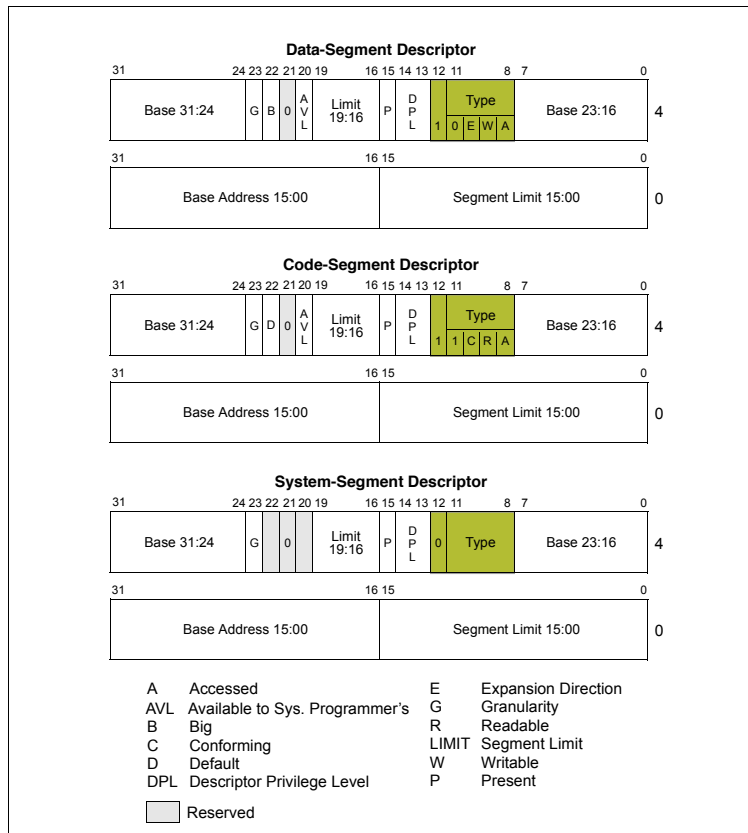 Data-Segment Descriptor
31 24 23 22 21 20 19 16 15 14 13 12 11 8 7 0
Base 31:24 G B 0 AVL Limit 19:16 P DPL 1 Type 0 E W A Base 23:16 4
31 16 15 0
Base Address 15:00 Segment Limit 15:00 0
Code-Segment Descriptor
31 24 23 22 21 20 19 16 15 14 13 12 11 8 7 0
Base 31:24 G D 0 AVL Limit 19:16 P DPL 1 Type 1 C R A Base 23:16 4
31 16 15 0
Base Address 15:00 Segment Limit 15:00 0
System-Segment Descriptor
31 24 23 22 21 20 19 16 15 14 13 12 11 8 7 0
Base 31:24 G 0 Limit 19:16 P DPL 0 Type Base 23:16 4
31 16 15 0
Base Address 15:00 Segment Limit 15:00 0
A Accessed E Expansion Direction
AVL Available to Sys. Programmer's G Granularity
B Big R Readable
C Conforming LIMIT Segment Limit
D Default W Writable
DPL Descriptor Privilege Level P Present
Reserved